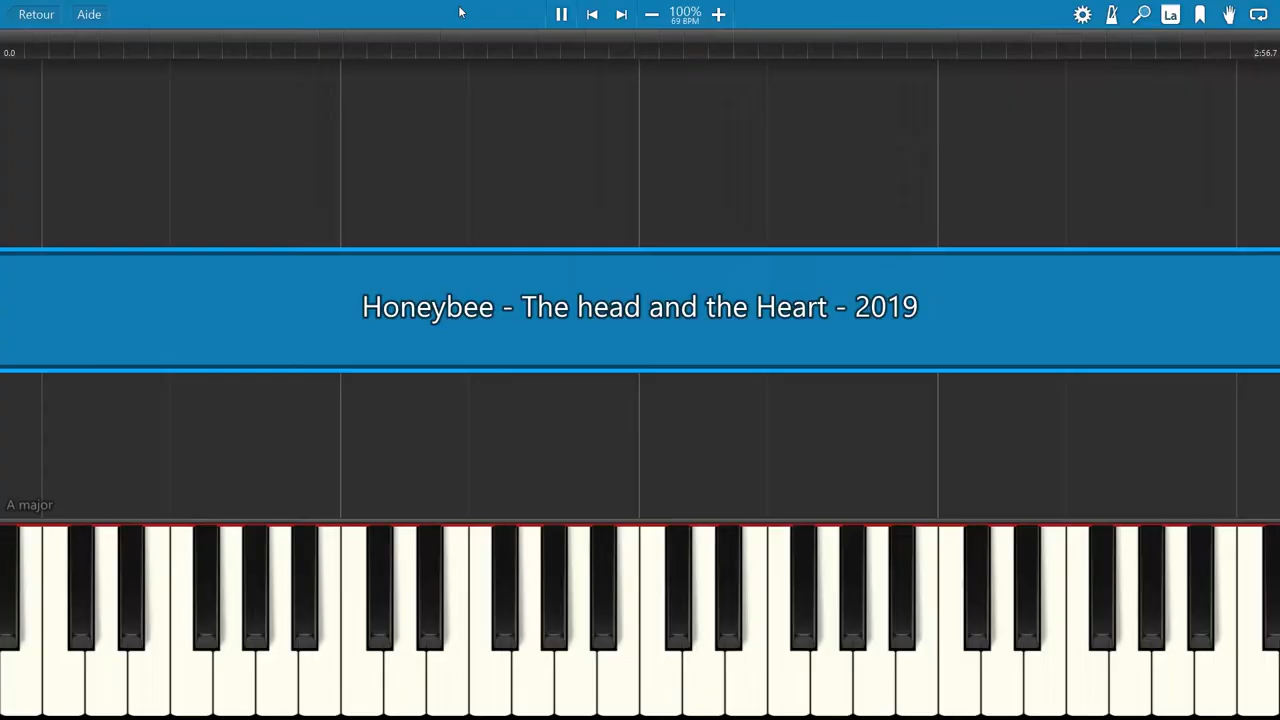 Retour Aide 100%
69 BPM
La
0.0 2:56.7
Honeybee - The head and the Heart - 2019
A major